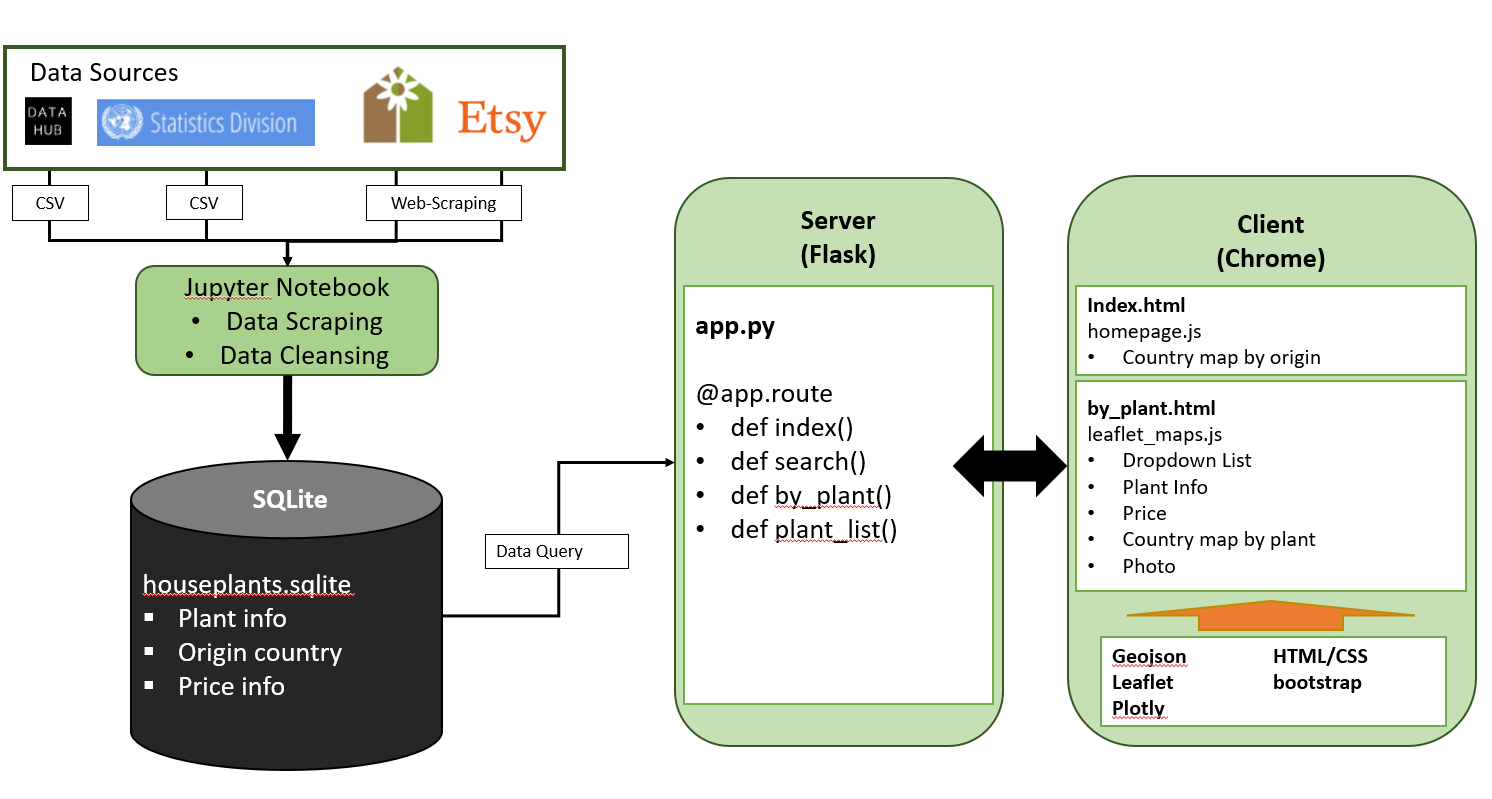 Data Sources
DATA
HUB
Statistics Division
Etsy
CSV
CSV
Web-Scraping
Jupyter Notebook
• Data Scraping
• Data Cleansing
SQLite
houseplants.sqlite
▪ Plant info
▪ Origin country
▪ Price info
Data Query
Server
(Flask)
app.py
@app.route
• def index()
• def search()
• def by_plant()
• def plant_list()
Client
(Chrome)
Index.html
homepage.js
• Country map by origin
by_plant.html
leaflet_maps.js
• Dropdown List
• Plant Info
• Price
• Country map by plant
• Photo
Geojson
Leaflet
Plotly
HTML/CSS
bootstrap